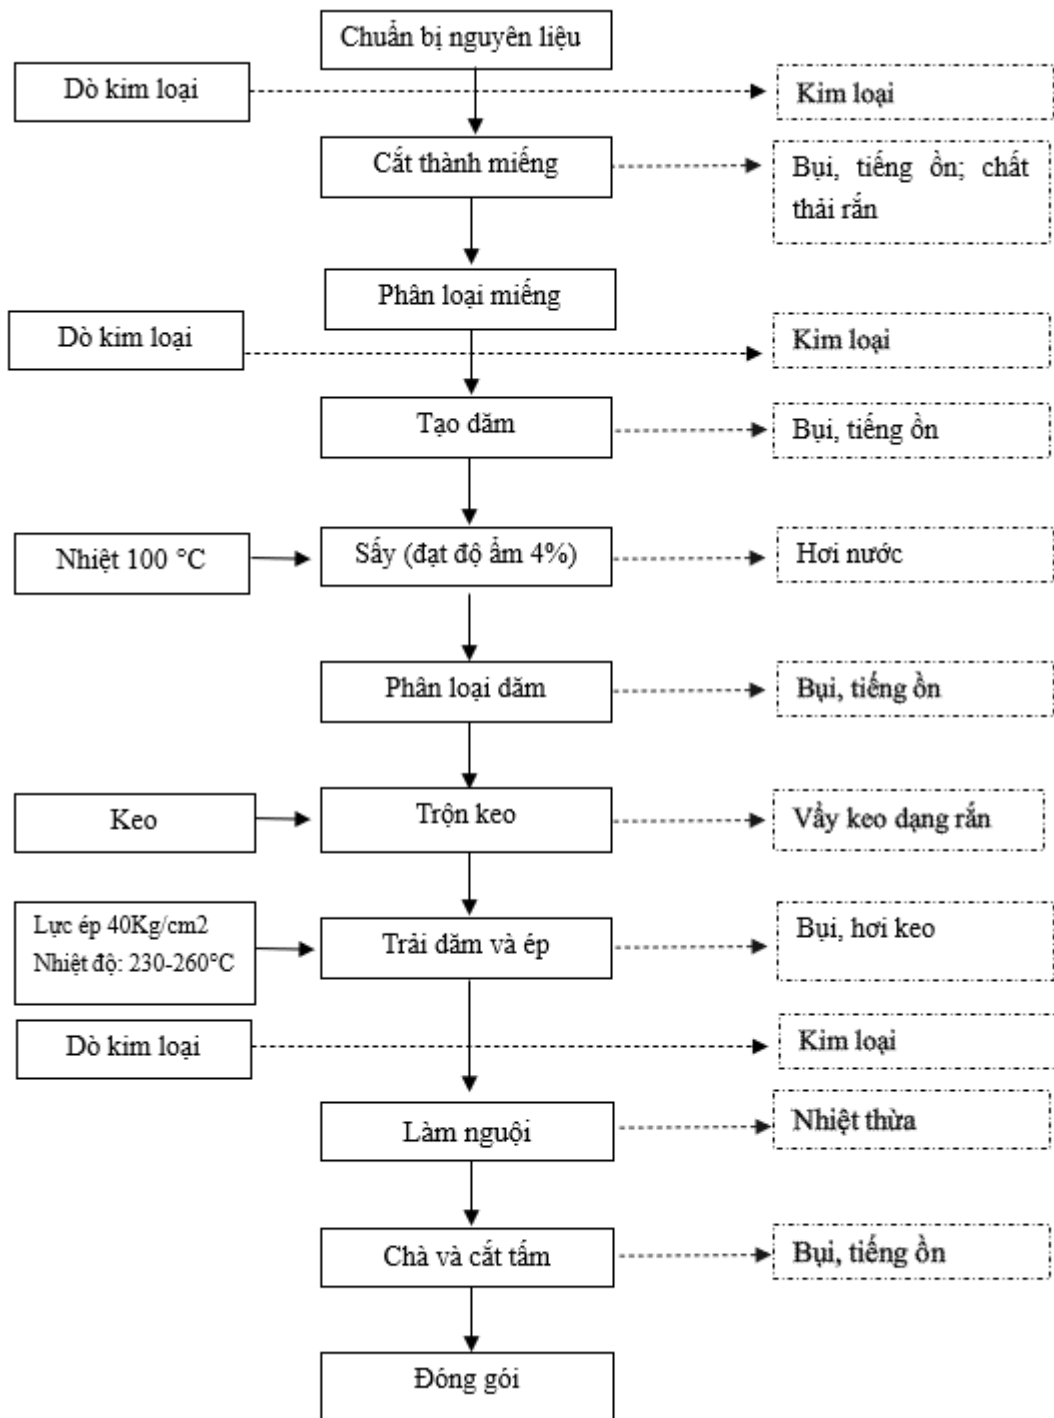 Chuẩn bị nguyên liệu
Dò kim loại
Kim loại
Cắt thành miếng
Bụi, tiếng ồn; chất
thải rắn
Phân loại miếng
Dò kim loại
Kim loại
Tạo dăm
Bụi, tiếng ồn
Nhiệt 100 °C
Sấy (đạt độ ẩm 4%)
Hơi nước
Phân loại dăm
Bụi, tiếng ồn
Keo
Trộn keo
Vẩy keo dạng rắn
Lực ép 40Kg/cm2
Nhiệt độ: 230-260°C
Trải dăm và ép
Bụi, hơi keo
Dò kim loại
Kim loại
Làm nguội
Nhiệt thừa
Chà và cắt tấm
Bụi, tiếng ồn
Đóng gói